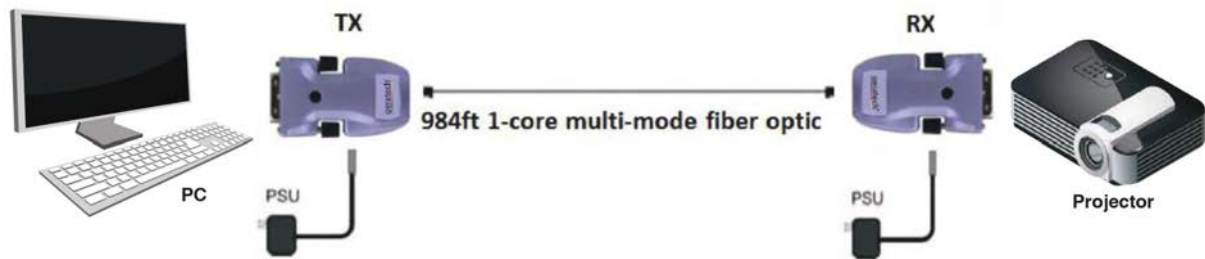 TX
RX
984ft 1-core multi-mode fiber optic
PC
PSU
PSU
Projector